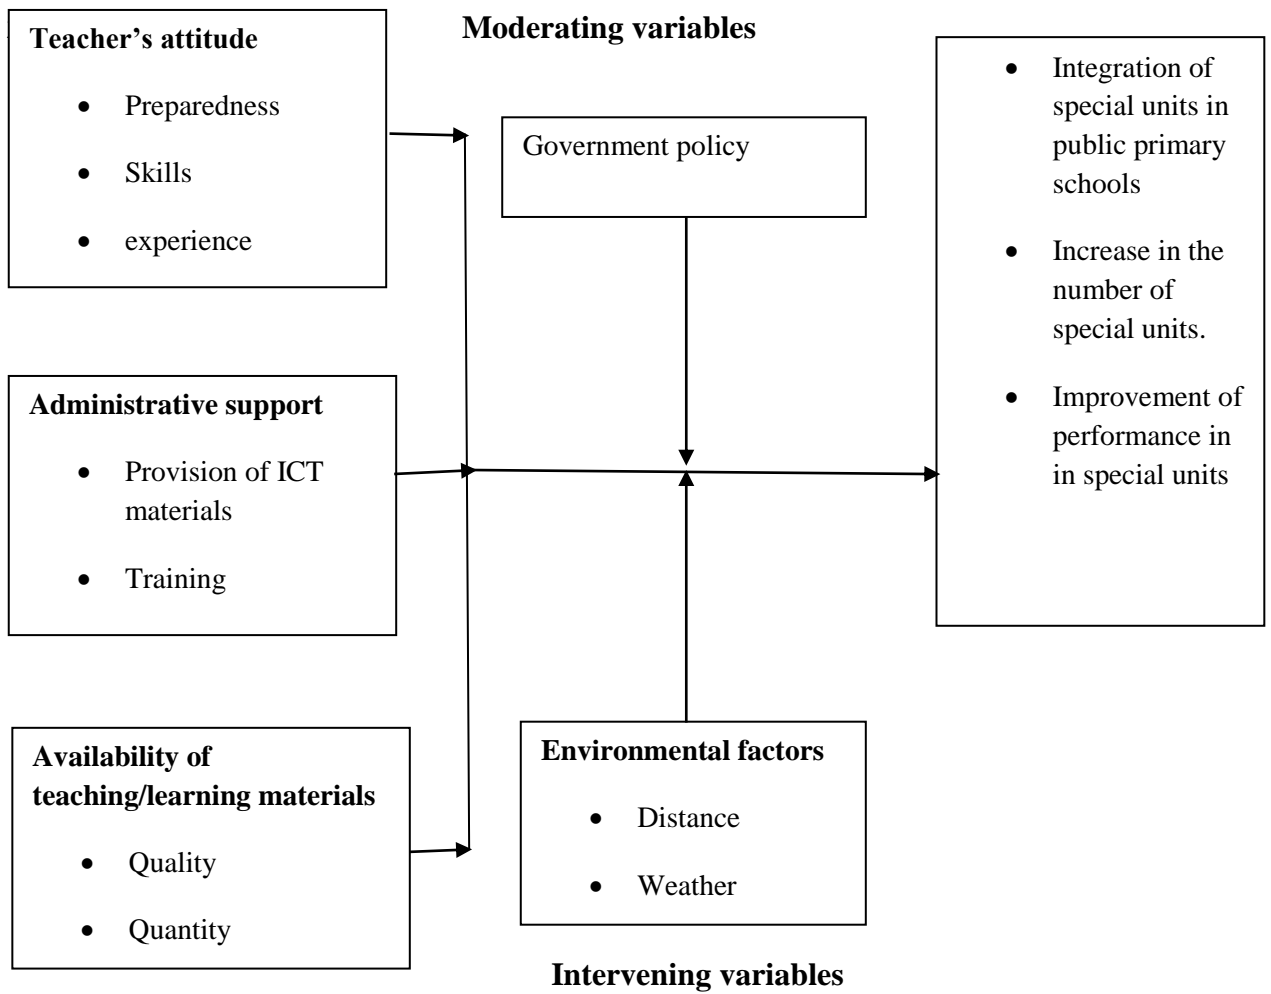 Teacher’s attitude
• Preparedness
• Skills
• experience
Moderating variables
Government policy
• Integration of
special units in
public primary
schools
• Increase in the
number of
special units.
• Improvement of
performance in
in special units
Administrative support
• Provision of ICT
materials
• Training
Availability of
teaching/learning materials
• Quality
• Quantity
Environmental factors
• Distance
• Weather
Intervening variables